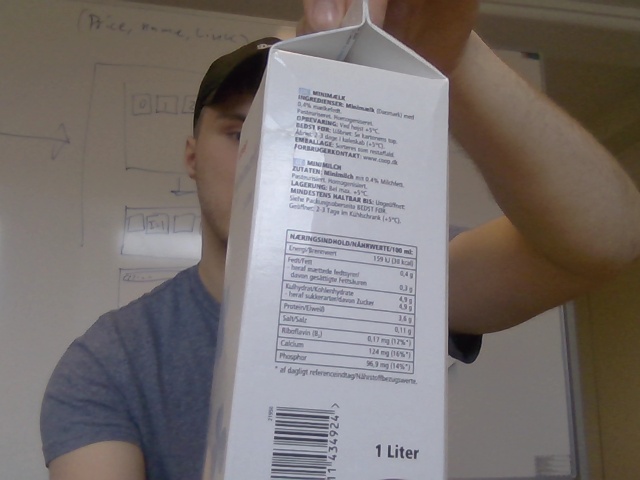 MINIMÆLK
INGREDIENSER: Minimælk (Danmark) med
0,4% mælkefedt.
Pasteuriseret. Homogeniseret.
OPBEVARING: Ved højst +5°C.
BEDST FØR: Uåbnet: Se kartonens top.
Åbnet: 2-3 dage i køleskab (+5°C).
EMBALLAGE: Sorteres som restaffald.
FORBRUGERKONTAKT: www.coop.dk
MINIMILCH
ZUTATEN: Minimilch mit 0,4% Milchfett.
Pasteurisiert. Homogenisiert.
LAGERUNG: Bei max. +5°C.
MINDESTENS HALTBAR BIS: Ungeöffnet:
Siehe Packungsoberseite BEDST FØR.
Geöffnet: 2-3 Tage im Kühlschrank (+5°C).
NÆRINGSINDHOLD/NÄHRWERTE/100 ml:
Energi/Brennwert 159 kJ (38 kcal)
Fedt/Fett 0,4 g
heraf mættede fedtsyrer/
davon gesättigte Fettsäuren 0,3 g
Kulhydrat/Kohlenhydrate 4,9 g
heraf sukkerarter/davon Zucker 4,9 g
Protein/Eiweiß 3,6 g
Salt/Salz 0,11 g
Riboflavin (B₂) 0,17 mg (12%*)
Calcium 124 mg (16%*)
Phosphor 96,9 mg (14%*)
* af dagligt referenceindtag/Nährstoffbezugswerte.
1 Liter